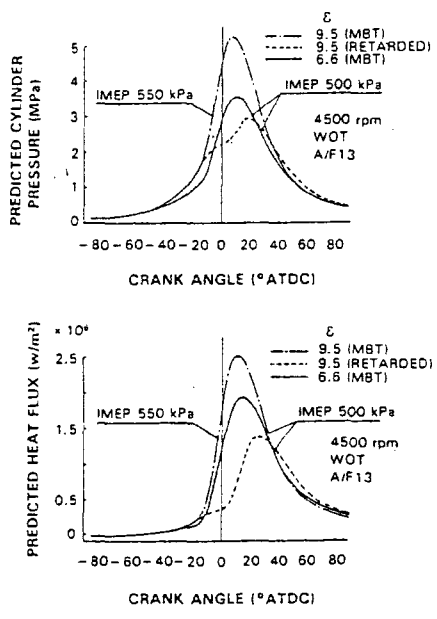 ε
9.5 (MBT)
9.5 (RETARDED)
6.6 (MBT)
IMEP 550 kPa
IMEP 500 kPa
4500 rpm
WOT
A/F13
PREDICTED CYLINDER
PRESSURE (MPa)
5
4
3
2
1
0
-80 -60 -40 -20 0 20 40 60 80
CRANK ANGLE (°ATDC)
x 10⁶
ε
9.5 (MBT)
9.5 (RETARDED)
6.6 (MBT)
IMEP 550 kPa
IMEP 500 kPa
4500 rpm
WOT
A/F13
PREDICTED HEAT FLUX (w/m²)
2.5
1.5
0.5
0
-80 -60 -40 -20 0 20 40 60 80
CRANK ANGLE (°ATDC)